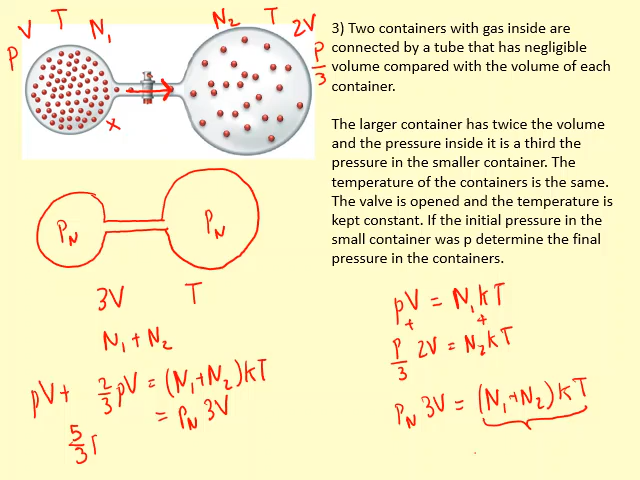 P V T N₁
N₂ T 2V
P/3
x
3) Two containers with gas inside are
connected by a tube that has negligible
volume compared with the volume of each
container.
The larger container has twice the volume
and the pressure inside it is a third the
pressure in the smaller container. The
temperature of the containers is the same.
The valve is opened and the temperature is
kept constant. If the initial pressure in the
small container was p determine the final
pressure in the containers.
P_N
P_N
3V T
N₁ + N₂
pV + 2/3 pV = (N₁+N₂)kT
= P_N 3V
5/3 p
pV = N₁kT
+ +
P/3 2V = N₂kT
P_N 3V = (N₁+N₂)kT